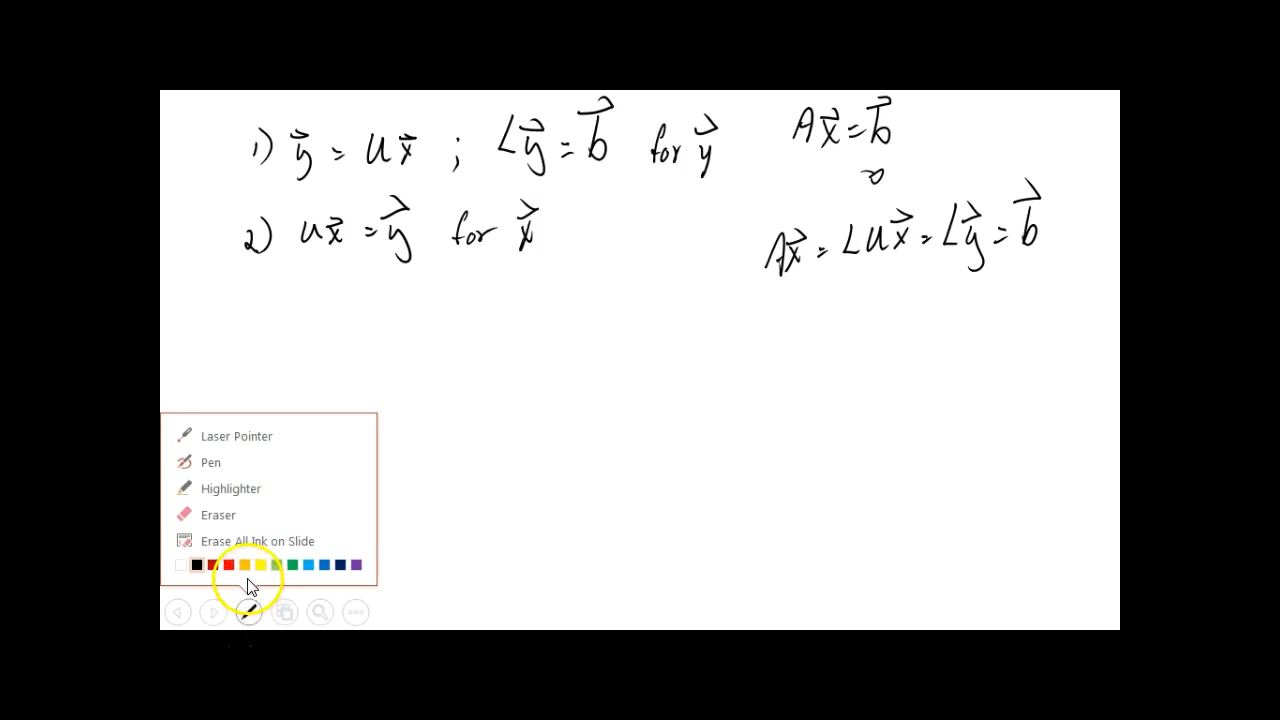 1) y⃗ = Ux⃗ ; Ly⃗ = b⃗ for y⃗
2) Ux⃗ = y⃗ for x⃗
Ax⃗ = b⃗
Ax⃗ = LUx⃗ = Ly⃗ = b⃗
Laser Pointer
Pen
Highlighter
Eraser
Erase All Ink on Slide